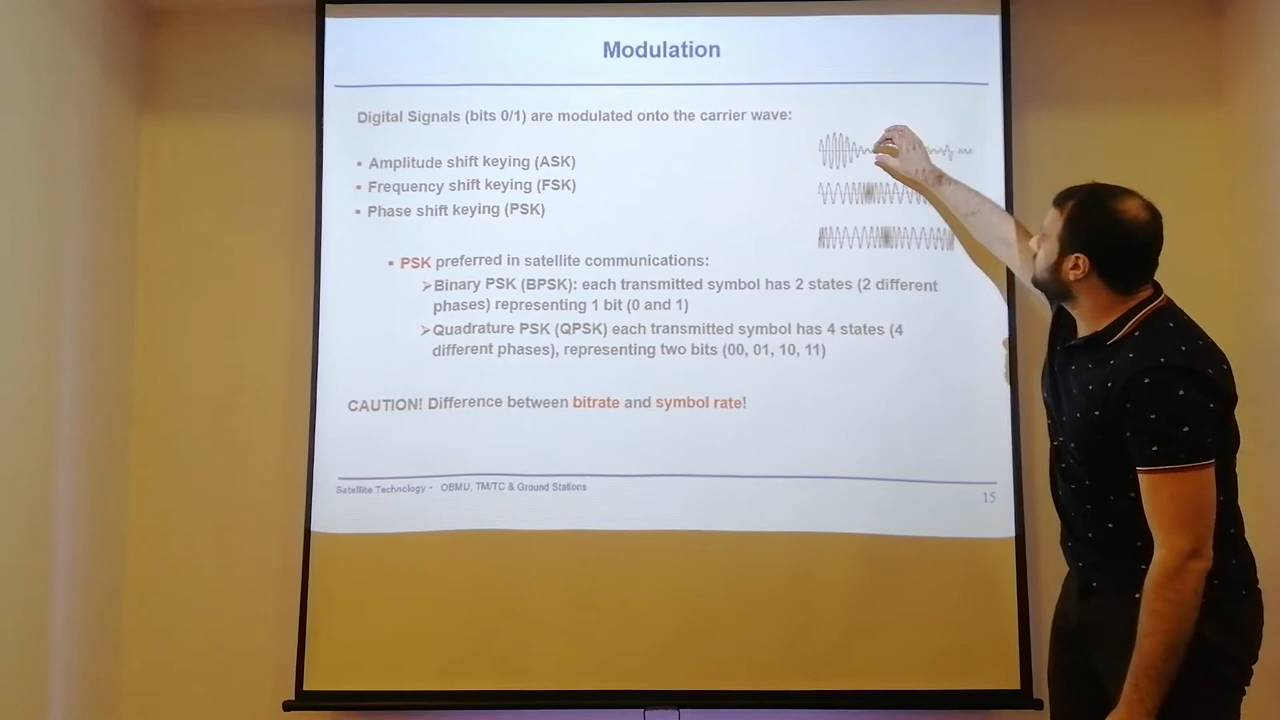 Modulation
Digital Signals (bits 0/1) are modulated onto the carrier wave:
▪ Amplitude shift keying (ASK)
▪ Frequency shift keying (FSK)
▪ Phase shift keying (PSK)
▪ PSK preferred in satellite communications:
➢Binary PSK (BPSK): each transmitted symbol has 2 states (2 different
phases) representing 1 bit (0 and 1)
➢Quadrature PSK (QPSK) each transmitted symbol has 4 states (4
different phases), representing two bits (00, 01, 10, 11)
CAUTION! Difference between bitrate and symbol rate!
Satellite Technology - OBMU, TM/TC & Ground Stations
15